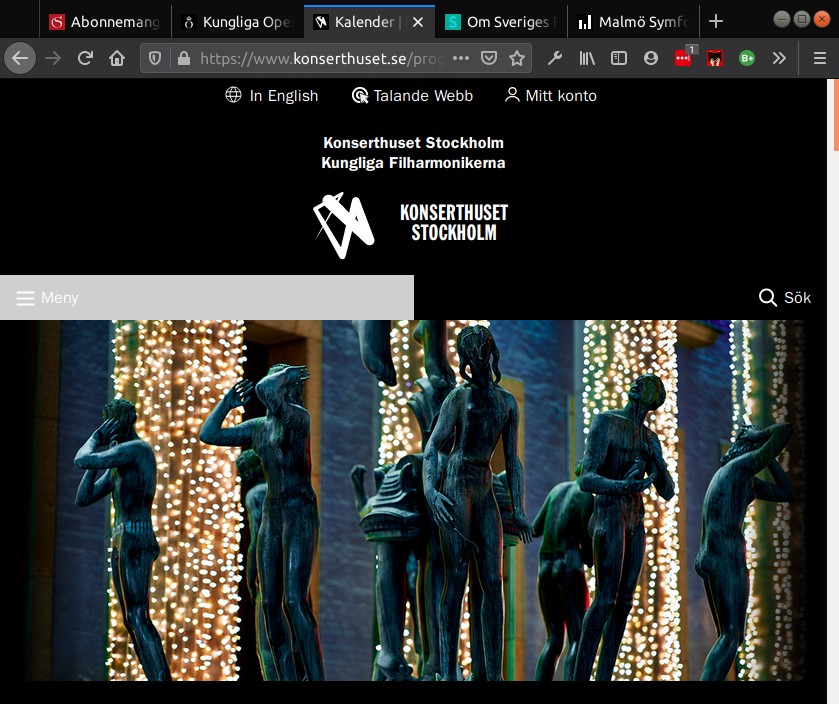 Abonnemang
Kungliga Ope
Kalender |
Om Sveriges
Malmö Symfo
https://www.konserthuset.se/prog
1
B+
In English
Talande Webb
Mitt konto
Konserthuset Stockholm
Kungliga Filharmonikerna
KONSERTHUSET
STOCKHOLM
Meny
Sök